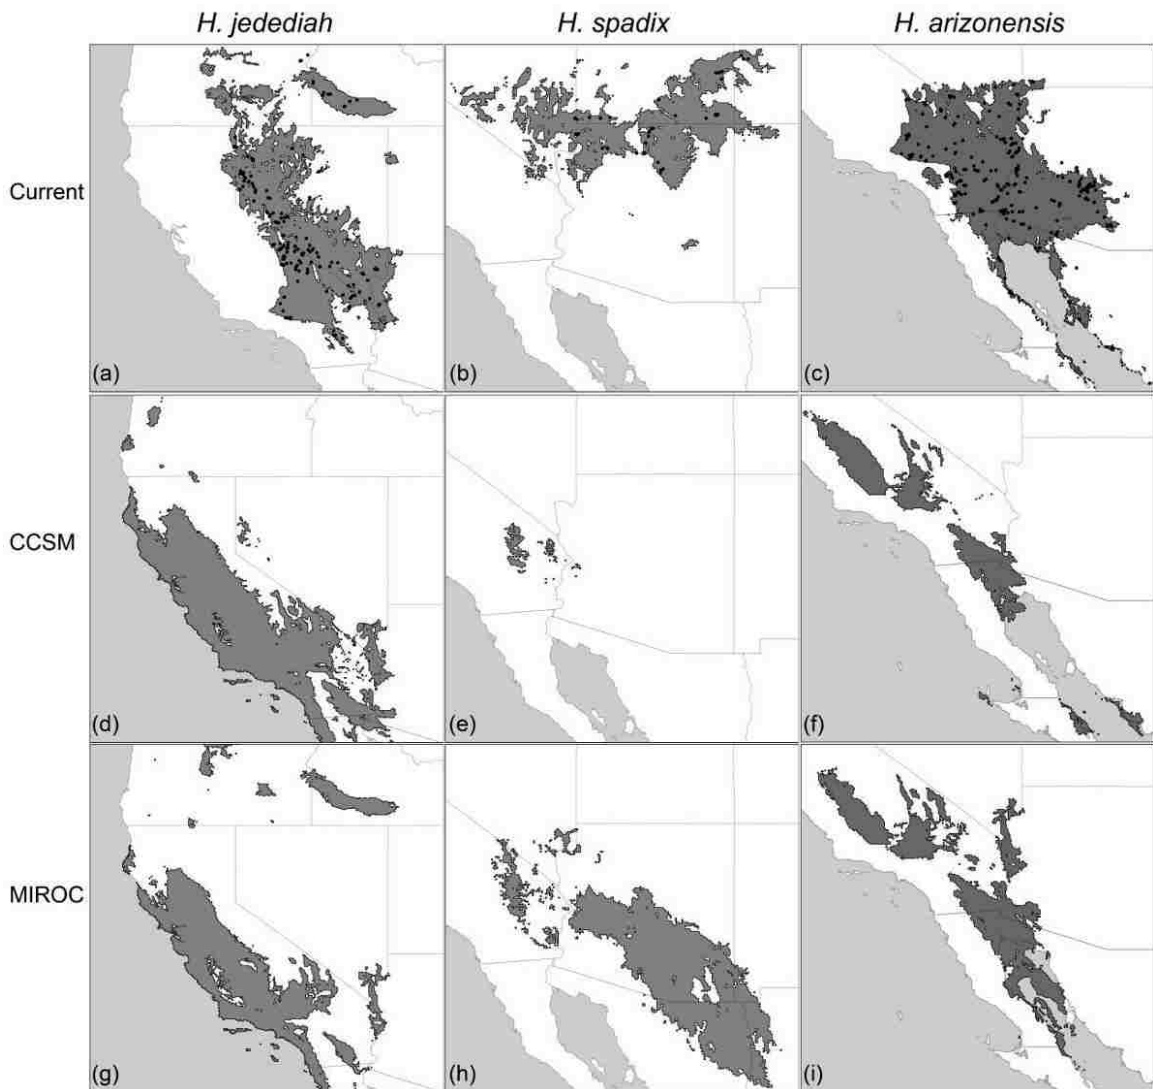 H. jedediah H. spadix H. arizonensis
Current
(a) (b) (c)
CCSM
(d) (e) (f)
MIROC
(g) (h) (i)